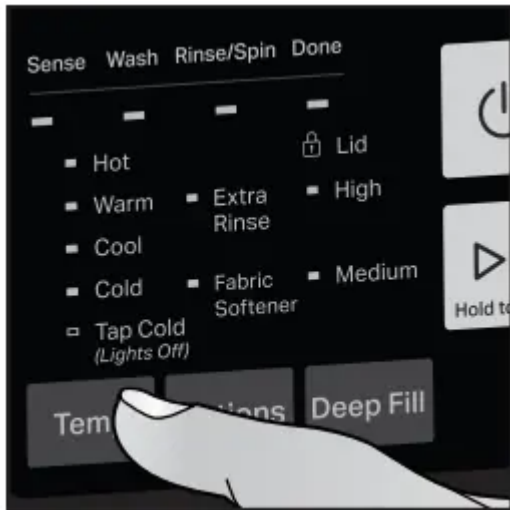 Sense Wash Rinse/Spin Done
Hot
Warm
Cool
Cold
Tap Cold
(Lights Off)
Extra
Rinse
Fabric
Softener
Lid
High
Medium
Hold
Deep Fill